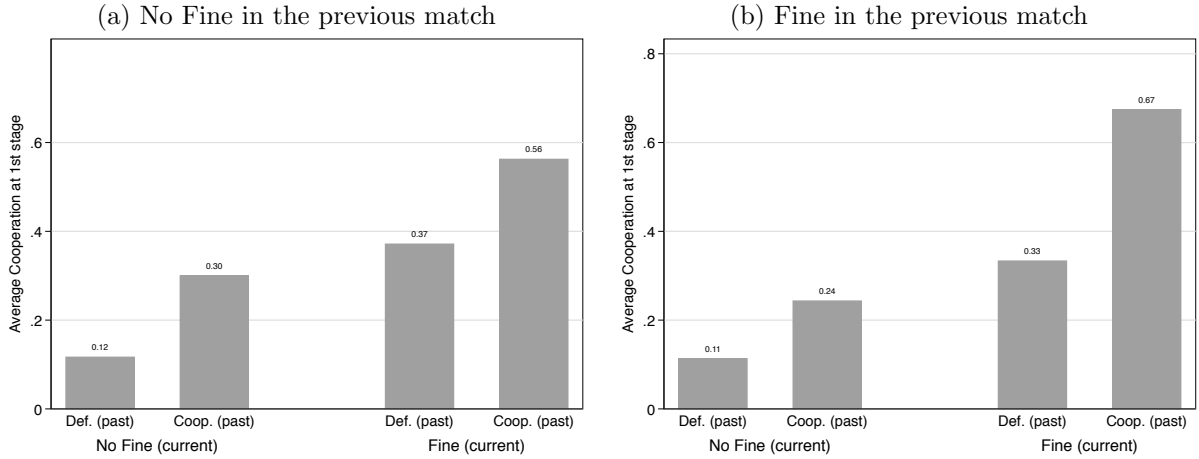 (a) No Fine in the previous match
Average Cooperation at 1st stage
.6
.4
.2
0
0.12
0.30
0.37
0.56
Def. (past) Coop. (past) Def. (past) Coop. (past)
No Fine (current) Fine (current)
(b) Fine in the previous match
Average Cooperation at 1st stage
.8
.6
.4
.2
0
0.11
0.24
0.33
0.67
Def. (past) Coop. (past) Def. (past) Coop. (past)
No Fine (current) Fine (current)